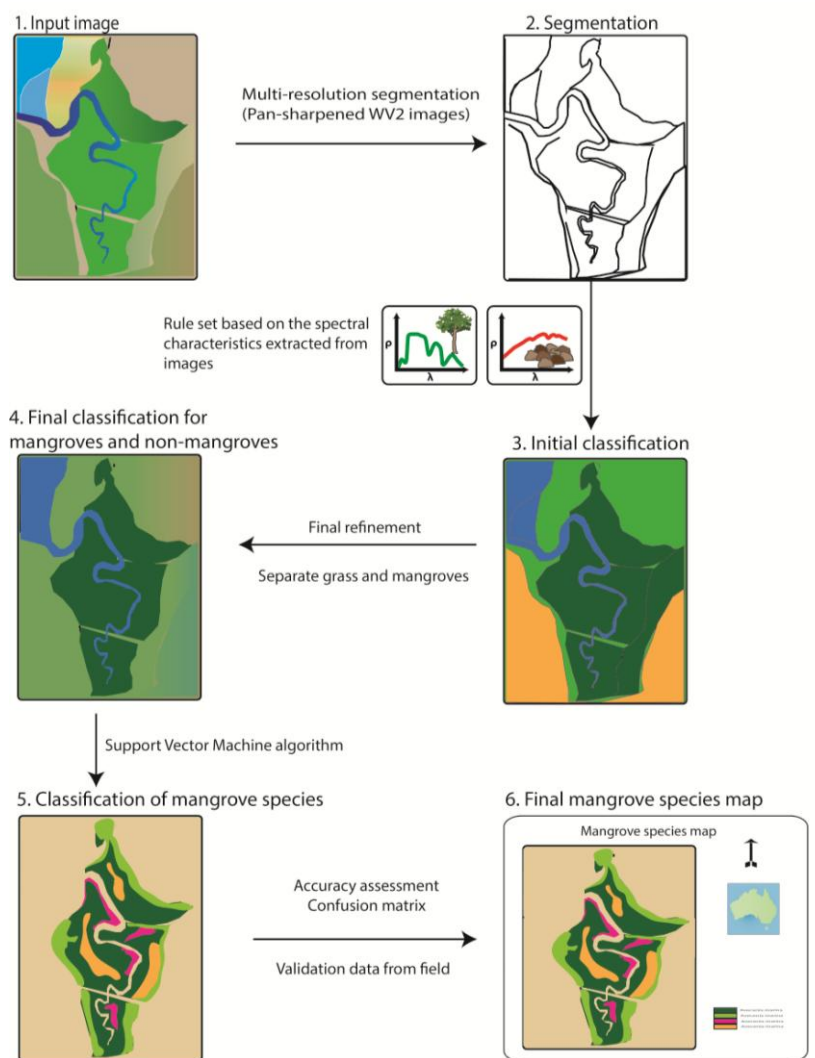 1. Input image
2. Segmentation
Multi-resolution segmentation
(Pan-sharpened WV2 images)
Rule set based on the spectral
characteristics extracted from
images
ρ
λ
ρ
λ
4. Final classification for
mangroves and non-mangroves
3. Initial classification
Final refinement
Separate grass and mangroves
Support Vector Machine algorithm
5. Classification of mangrove species
6. Final mangrove species map
Mangrove species map
Accuracy assessment
Confusion matrix
Validation data from field